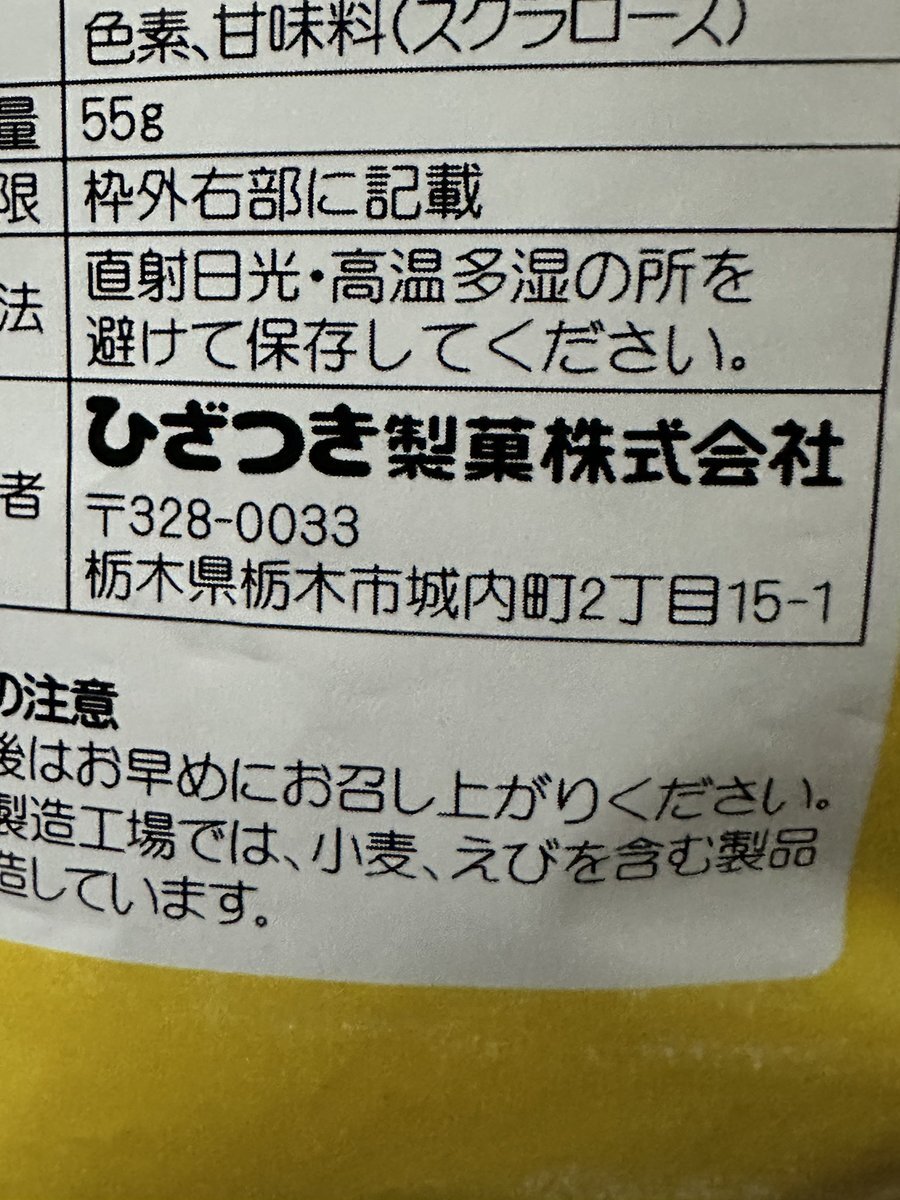 色素、甘味料(スクラロース)
量 55g
限 枠外右部に記載
法 直射日光・高温多湿の所を
避けて保存してください。
者 ひざつき製菓株式会社
〒328-0033
栃木県栃木市城内町2丁目15-1
の注意
後はお早めにお召し上がりください。
製造工場では、小麦、えびを含む製品
造しています。